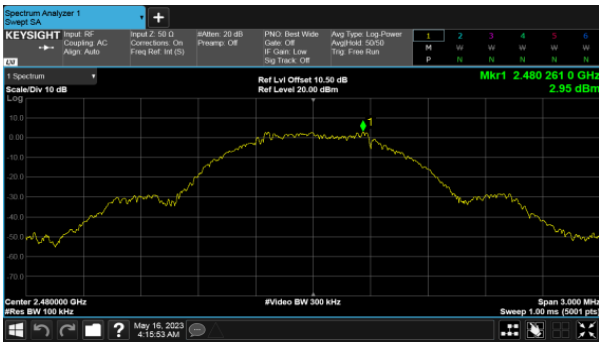 Spectrum Analyzer 1
Swept SA
+
KEYSIGHT
Input: RF
Coupling: AC
Align: Auto
Input Z: 50 Ω
Corrections: On
Freq Ref: Int (S)
#Atten: 20 dB
Preamp: Off
PNO: Best Wide
Gate: Off
IF Gain: Low
Sig Track: Off
Avg Type: Log-Power
Avg|Hold: 50/50
Trig: Free Run
1 2 3 4 5 6
M W W W W W
P N N N N N
LXI
1 Spectrum
Scale/Div 10 dB
Ref Lvl Offset 10.50 dB
Ref Level 20.00 dBm
Mkr1 2.480 261 0 GHz
2.95 dBm
Log
1
10.0
0.00
-10.0
-20.0
-30.0
-40.0
-50.0
-60.0
-70.0
Center 2.480000 GHz
#Res BW 100 kHz
#Video BW 300 kHz
Span 3.000 MHz
Sweep 1.00 ms (5001 pts)
?
May 16, 2023
4:15:53 AM